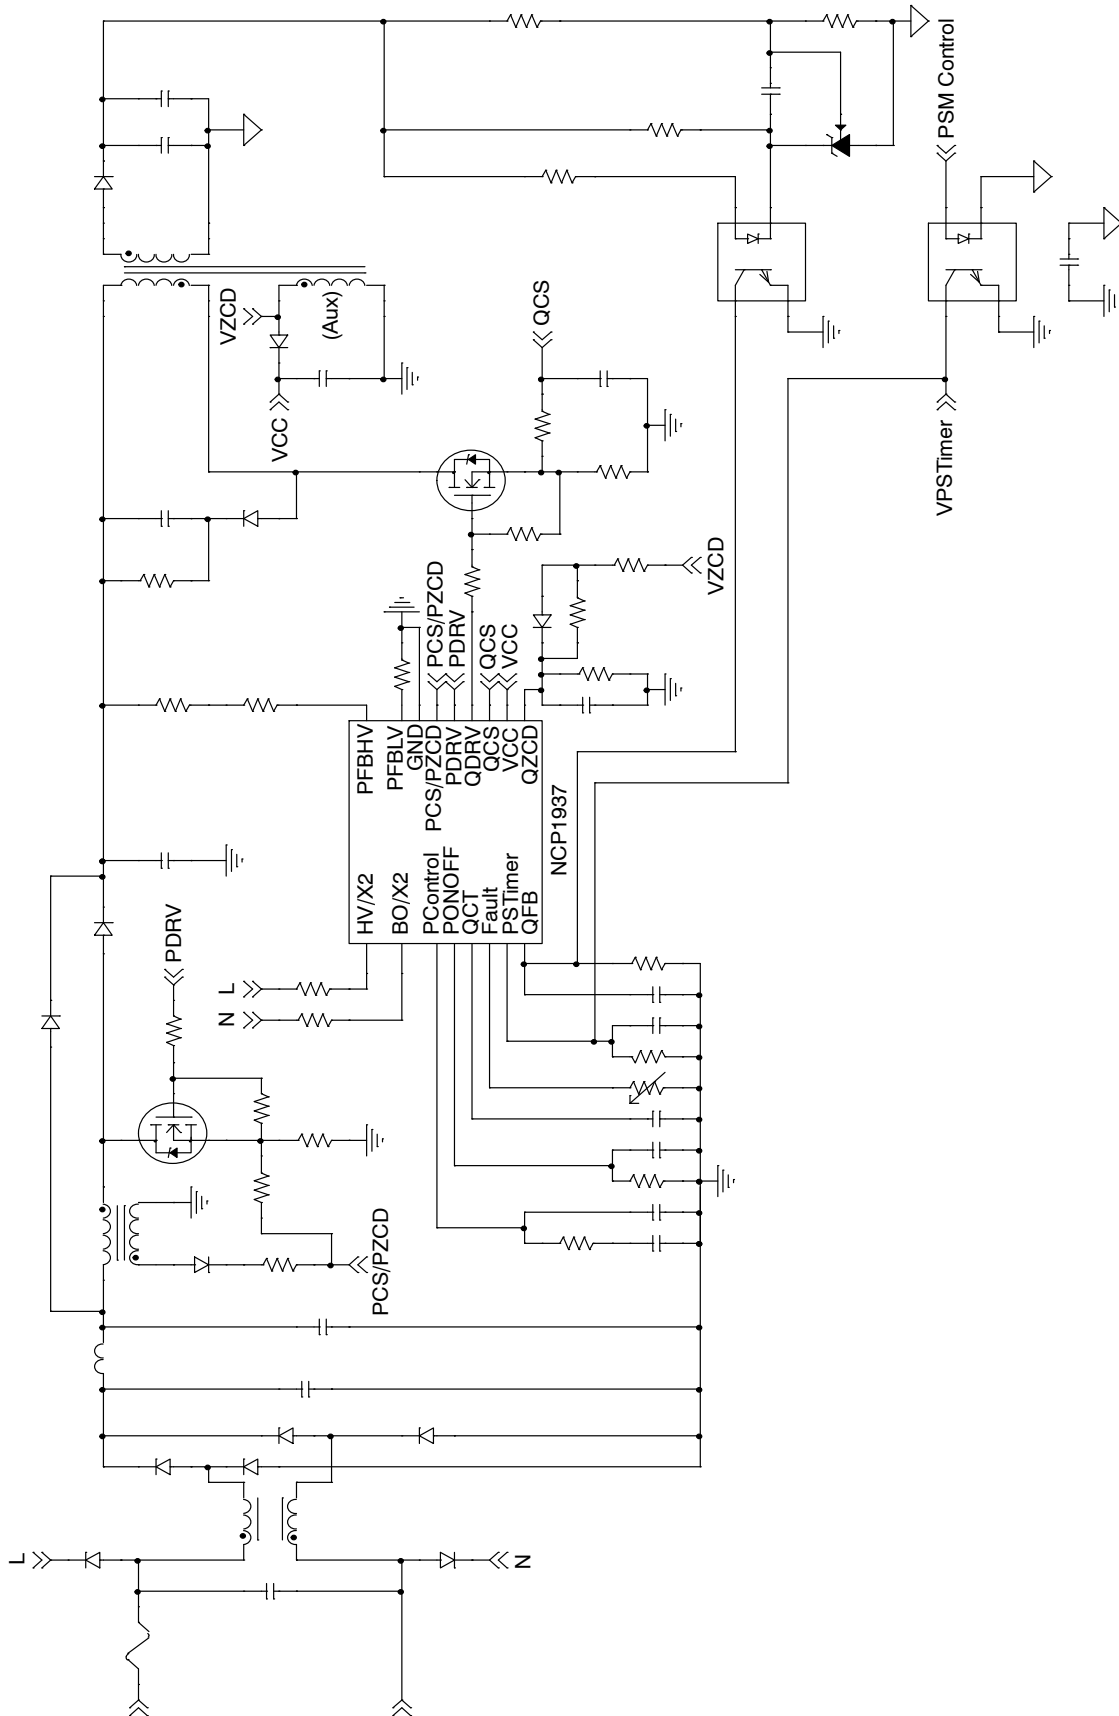 L
N
PCS/PZCD
PDRV
L
N
HV/X2
BO/X2
PControl
PONOFF
QCT
Fault
PSTimer
QFB
PFBHV
PFBLV
GND
PCS/PZCD
PDRV
QDRV
QCS
VCC
QZCD
NCP1937
PCS/PZCD
PDRV
QCS
VCC
VZCD
VCC
VZCD
(Aux)
QCS
VPSTimer
PSM Control